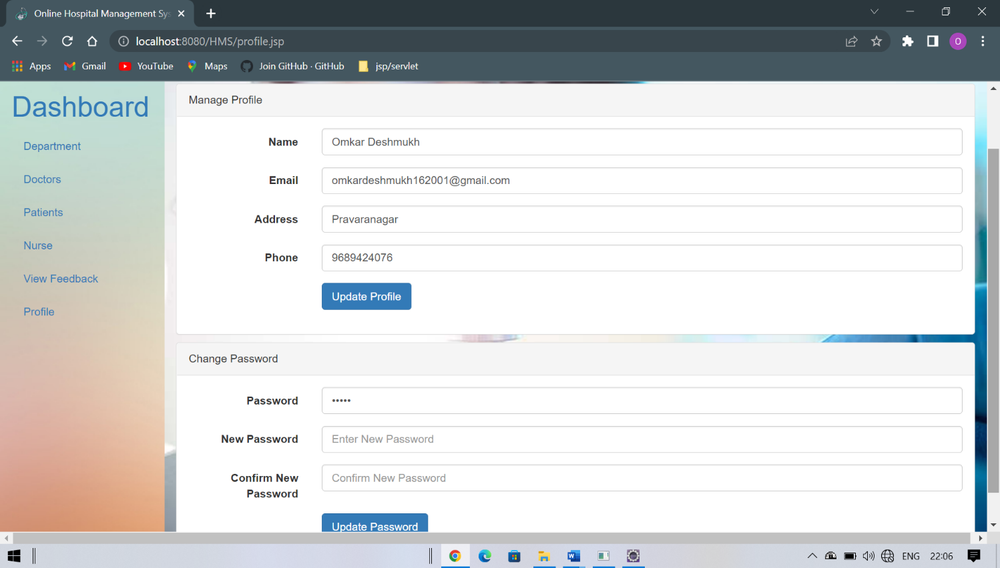 Online Hospital Management Sys
localhost:8080/HMS/profile.jsp
O
Apps
Gmail
YouTube
Maps
Join GitHub · GitHub
jsp/servlet
Dashboard
Department
Doctors
Patients
Nurse
View Feedback
Profile
Manage Profile
Name
Omkar Deshmukh
Email
omkardeshmukh162001@gmail.com
Address
Pravaranagar
Phone
9689424076
Update Profile
Change Password
Password
•••••
New Password
Enter New Password
Confirm New
Password
Confirm New Password
Update Password
ENG
22:06